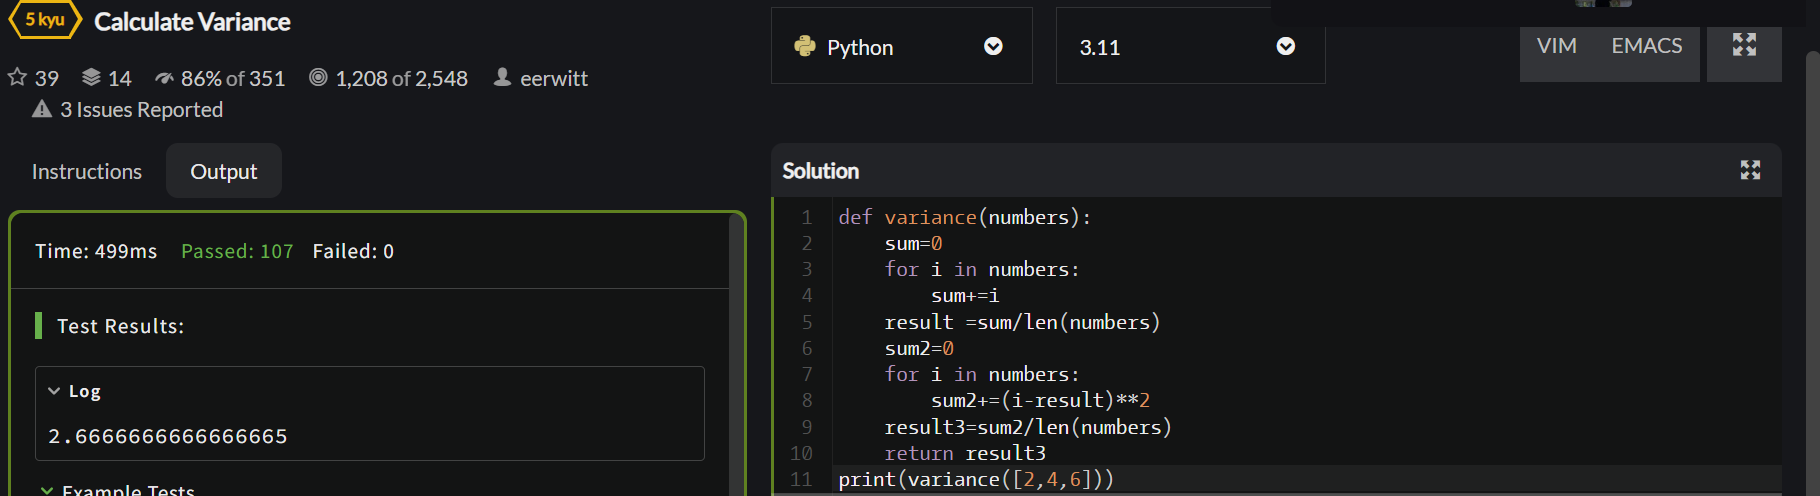 5 kyu Calculate Variance
39 14 86% of 351 1,208 of 2,548 eerwitt
3 Issues Reported
Instructions Output
Time: 499ms Passed: 107 Failed: 0
Test Results:
Log
2.6666666666666665
Example Tests
Python 3.11 VIM EMACS
Solution
1 def variance(numbers):
2     sum=0
3     for i in numbers:
4         sum+=i
5     result =sum/len(numbers)
6     sum2=0
7     for i in numbers:
8         sum2+=(i-result)**2
9     result3=sum2/len(numbers)
10     return result3
11 print(variance([2,4,6]))